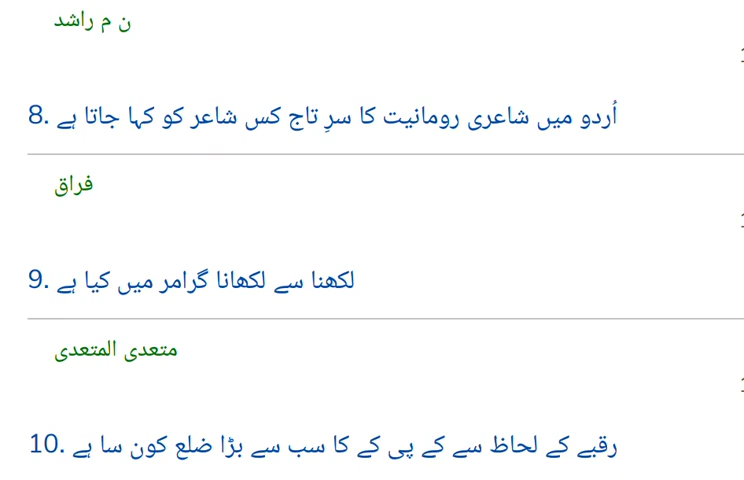 ن م راشد
8. اُردو میں شاعری رومانیت کا سرِ تاج کس شاعر کو کہا جاتا ہے
فراق
9. لکھنا سے لکھانا گرامر میں کیا ہے
متعدی المتعدی
10. رقبے کے لحاظ سے کے پی کے کا سب سے بڑا ضلع کون سا ہے